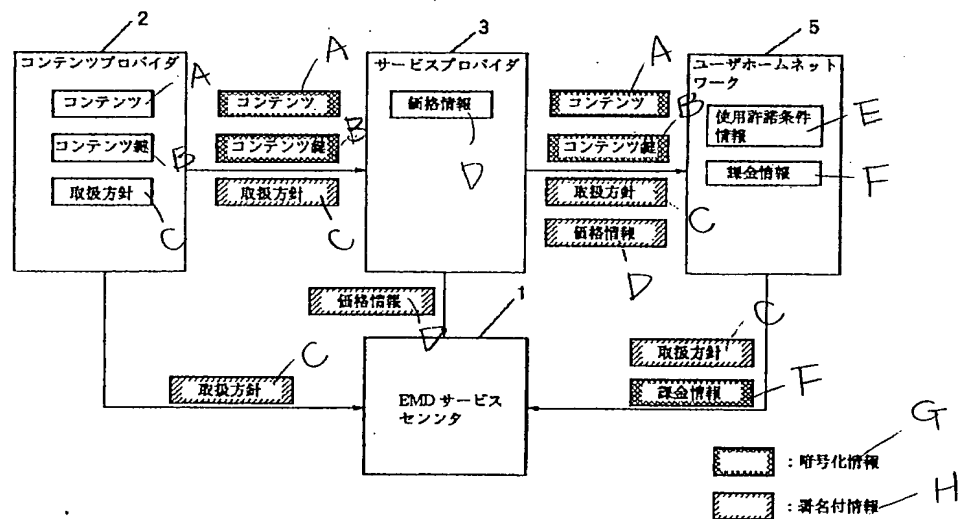 2
コンテンツプロバイダ
A
コンテンツ
コンテンツ鍵
B
取扱方針
C
A
コンテンツ
コンテンツ鍵
B
取扱方針
C
3
サービスプロバイダ
価格情報
D
A
コンテンツ
コンテンツ鍵
B
取扱方針
C
価格情報
D
5
ユーザホームネット
ワーク
使用許諾条件
情報
E
課金情報
F
価格情報
D
取扱方針
C
1
EMD サービス
センンタ
取扱方針
C
課金情報
F
:暗号化情報
G
:署名付情報
H